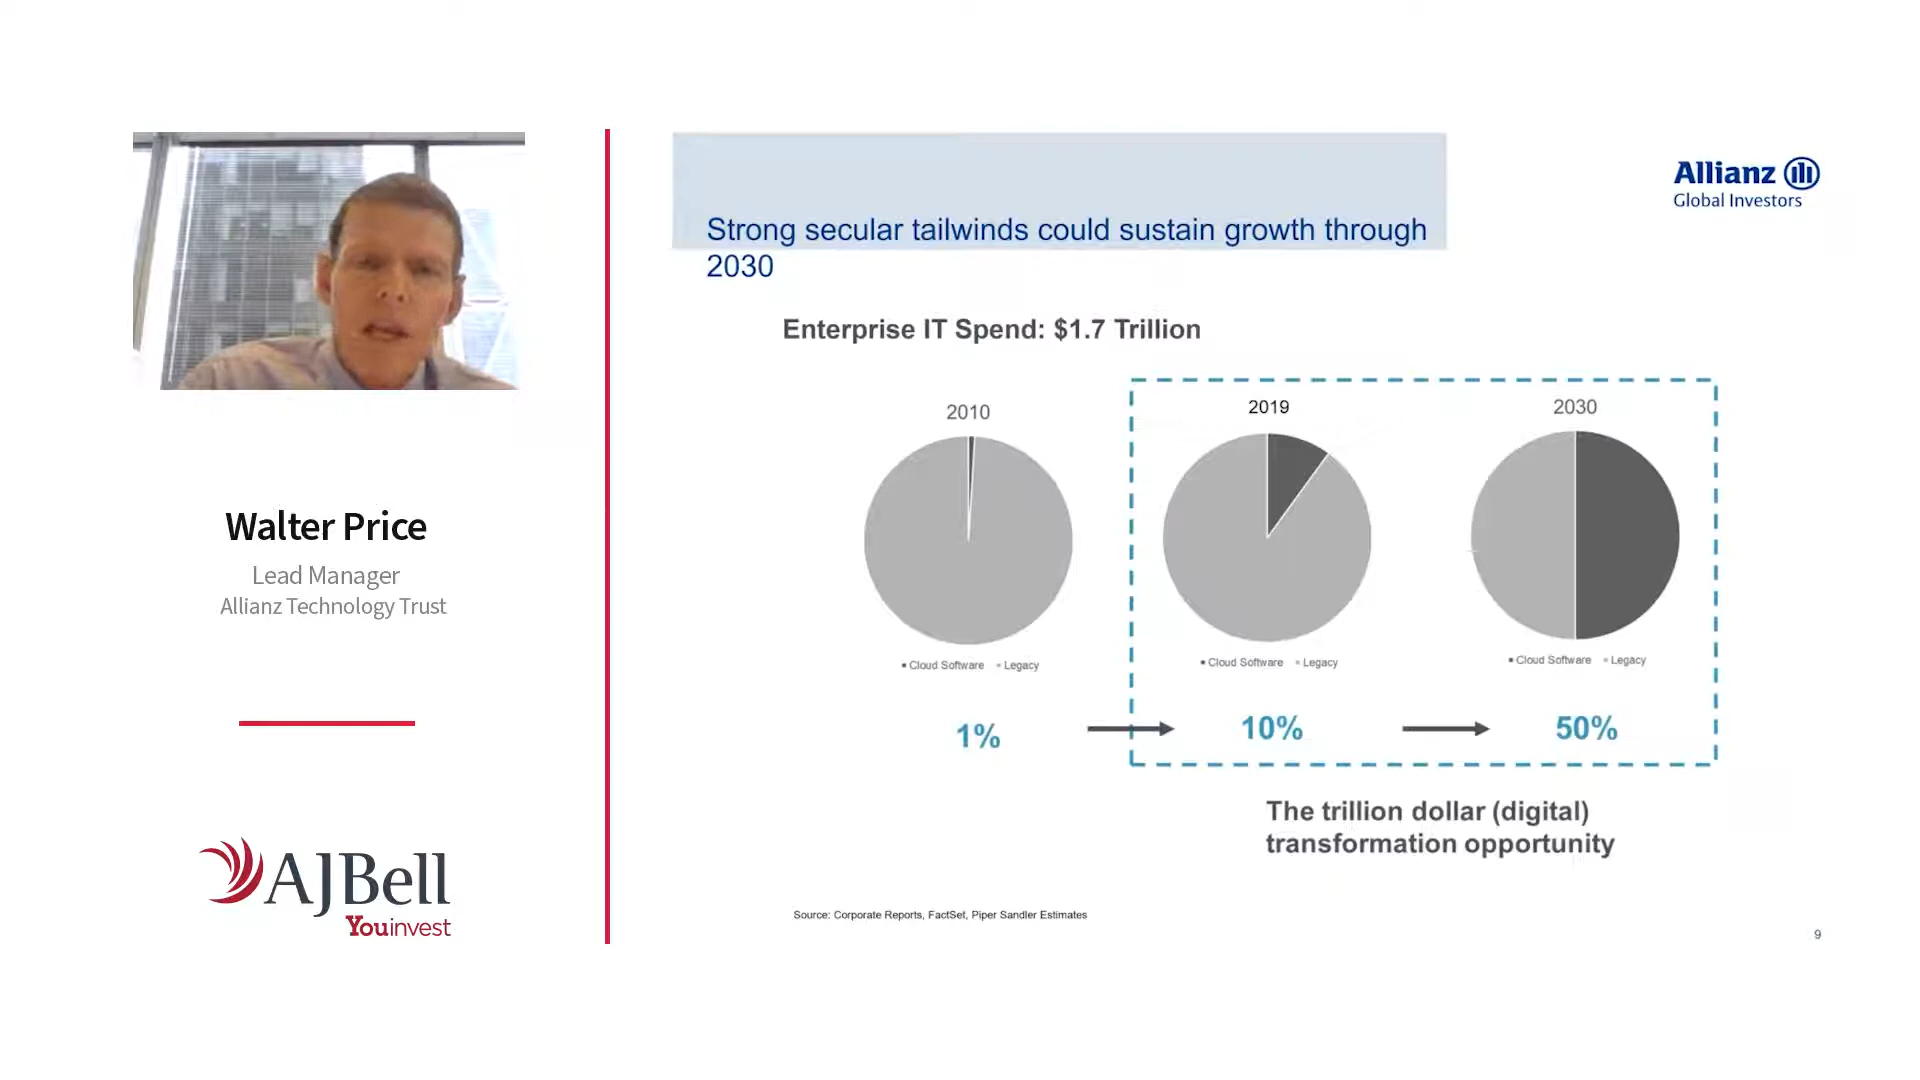 Strong secular tailwinds could sustain growth through
2030
Allianz
Global Investors
Enterprise IT Spend: $1.7 Trillion
2010
2019
2030
▪ Cloud Software ▪ Legacy
▪ Cloud Software ▪ Legacy
▪ Cloud Software ▪ Legacy
1%
10%
50%
The trillion dollar (digital)
transformation opportunity
Source: Corporate Reports, FactSet, Piper Sandler Estimates
9
Walter Price
Lead Manager
Allianz Technology Trust
AJBell
Youinvest